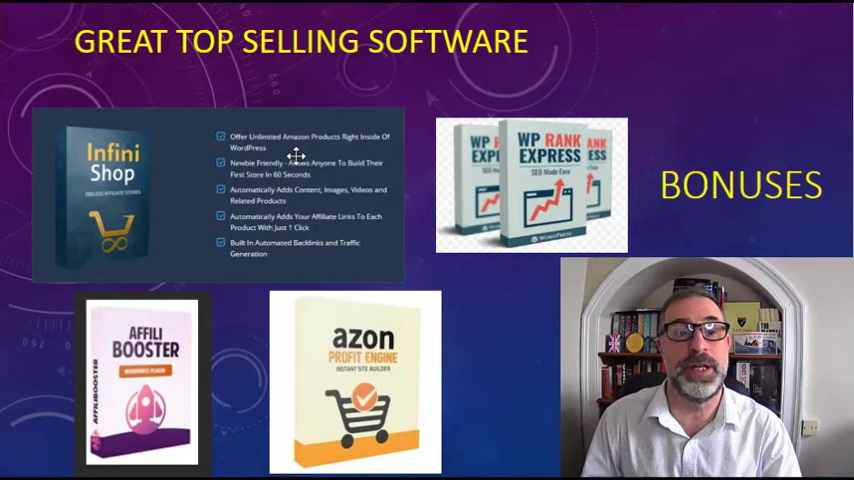 GREAT TOP SELLING SOFTWARE
Infini
Shop
ENDLESS AFFILIATE STORES
Offer Unlimited Amazon Products Right Inside Of
WordPress
Newbie Friendly - Allows Anyone To Build Their
First Store In 60 Seconds
Automatically Adds Content, Images, Videos and
Related Products
Automatically Adds Your Affiliate Links To Each
Product With Just 1 Click
Built In Automated Backlinks and Traffic
Generation
WP RANK
EXPRESS
SEO Made Easy
WORDPRESS
BONUSES
AFFILI
BOOSTER
WORDPRESS PLUGIN
AFFILIBOOSTER
azon
PROFIT ENGINE
INSTANT SITE BUILDER